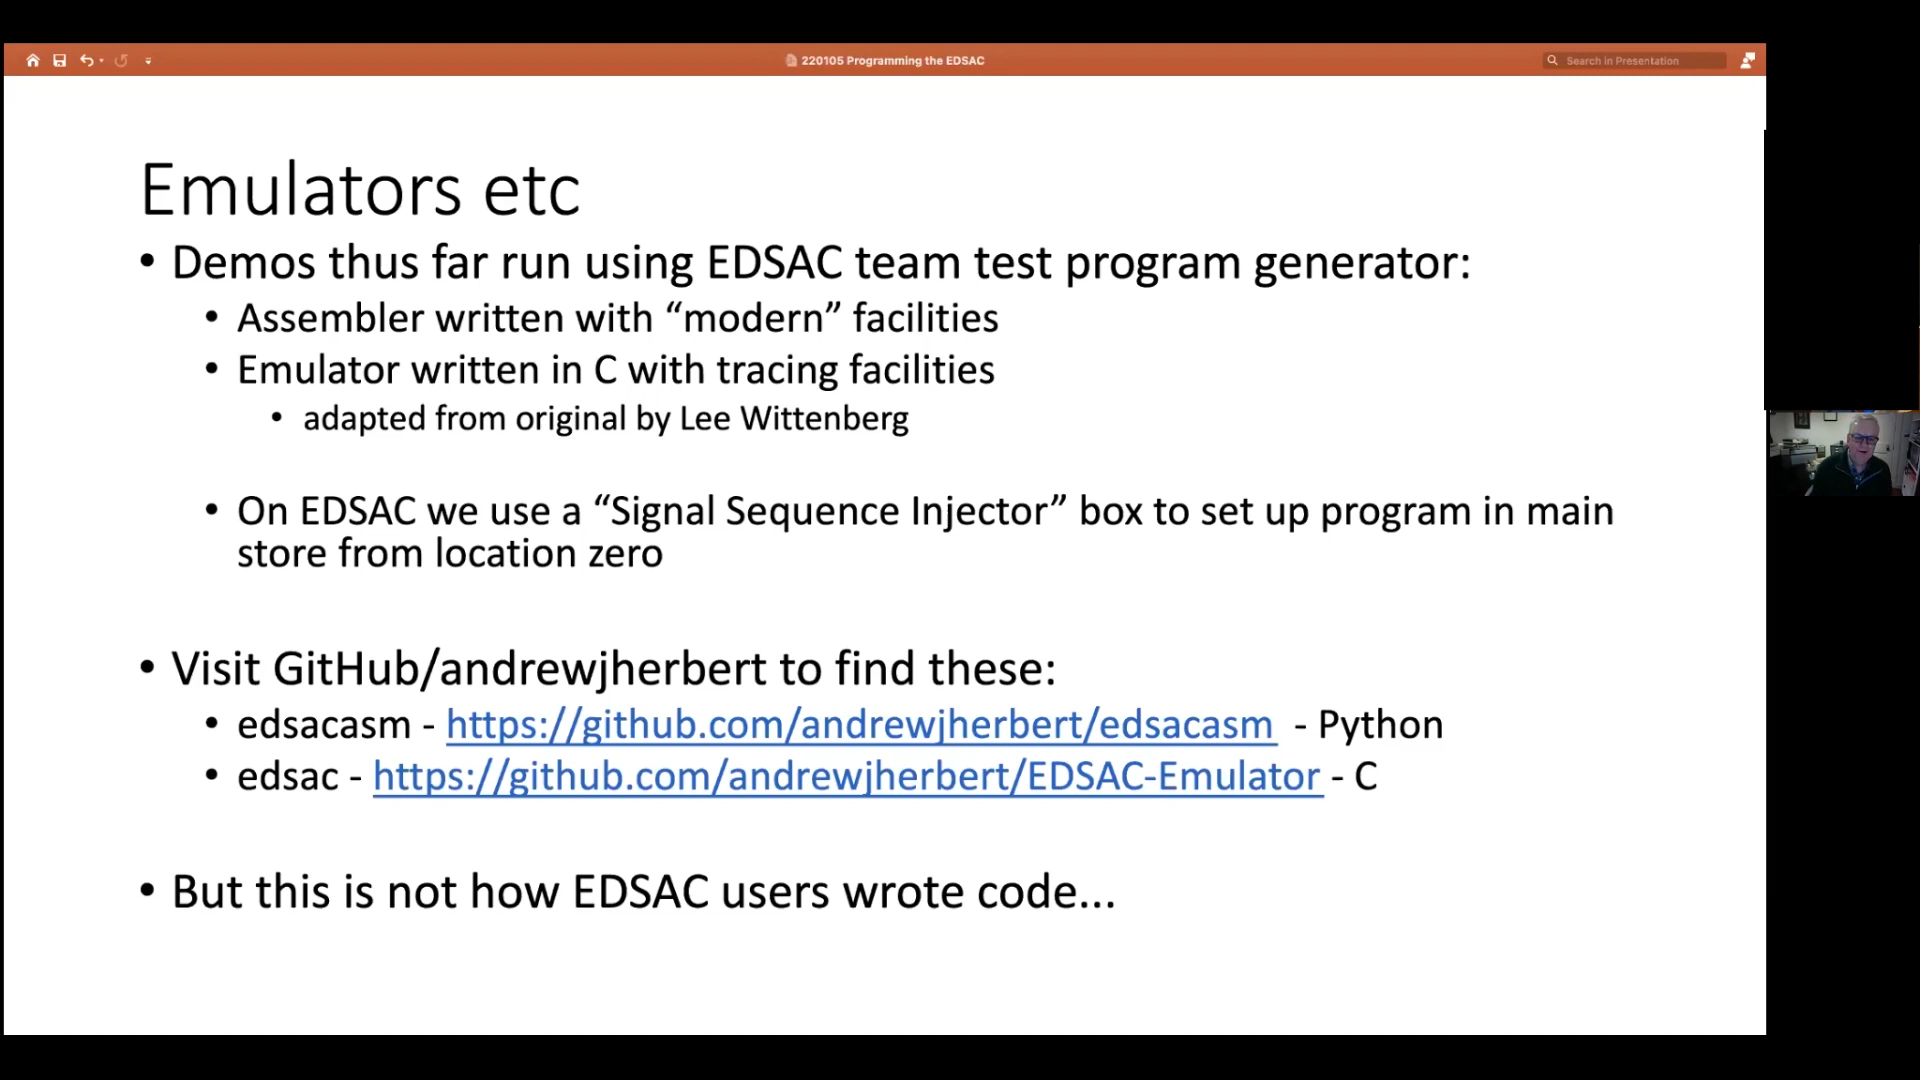 220105 Programming the EDSAC
Search in Presentation
Emulators etc
• Demos thus far run using EDSAC team test program generator:
• Assembler written with “modern” facilities
• Emulator written in C with tracing facilities
• adapted from original by Lee Wittenberg
• On EDSAC we use a “Signal Sequence Injector” box to set up program in main
store from location zero
• Visit GitHub/andrewjherbert to find these:
• edsacasm - https://github.com/andrewjherbert/edsacasm - Python
• edsac - https://github.com/andrewjherbert/EDSAC-Emulator - C
• But this is not how EDSAC users wrote code...